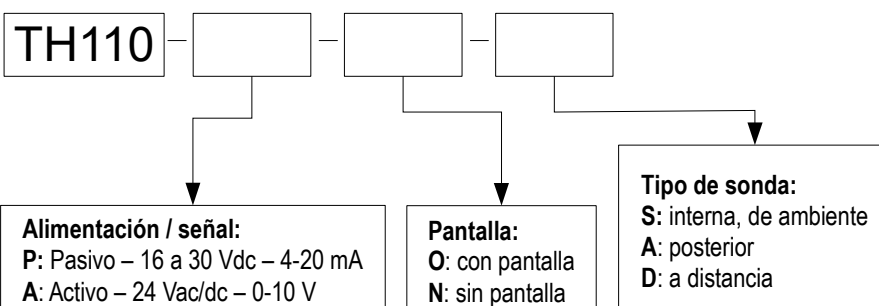 TH110 – – –
Alimentación / señal:
P: Pasivo – 16 a 30 Vdc – 4-20 mA
A: Activo – 24 Vac/dc – 0-10 V
Pantalla:
O: con pantalla
N: sin pantalla
Tipo de sonda:
S: interna, de ambiente
A: posterior
D: a distancia